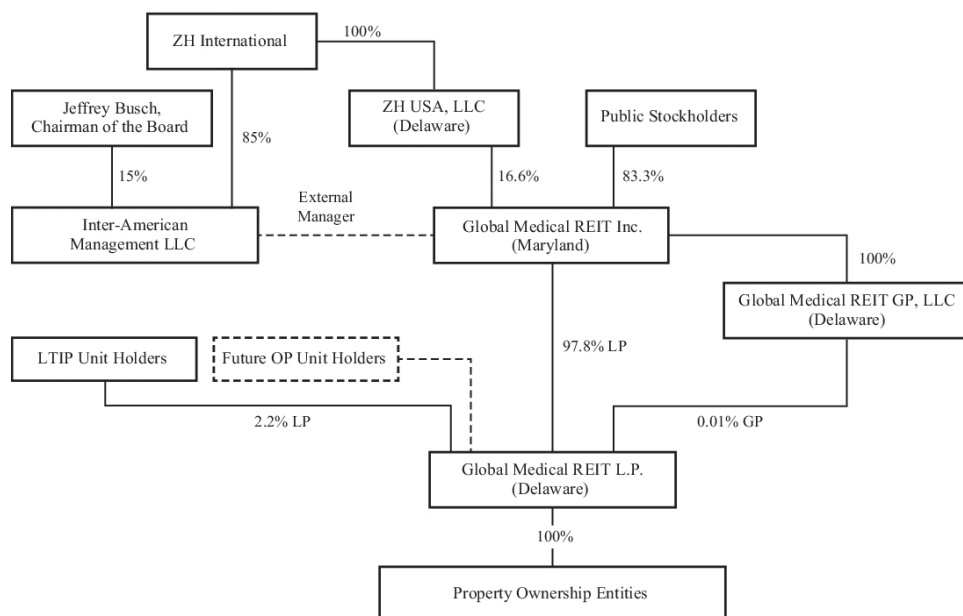 ZH International
100%
Jeffrey Busch,
Chairman of the Board
ZH USA, LLC
(Delaware)
Public Stockholders
85%
15%
16.6%
83.3%
External
Manager
Inter-American
Management LLC
Global Medical REIT Inc.
(Maryland)
100%
Global Medical REIT GP, LLC
(Delaware)
LTIP Unit Holders
Future OP Unit Holders
97.8% LP
2.2% LP
0.01% GP
Global Medical REIT L.P.
(Delaware)
100%
Property Ownership Entities